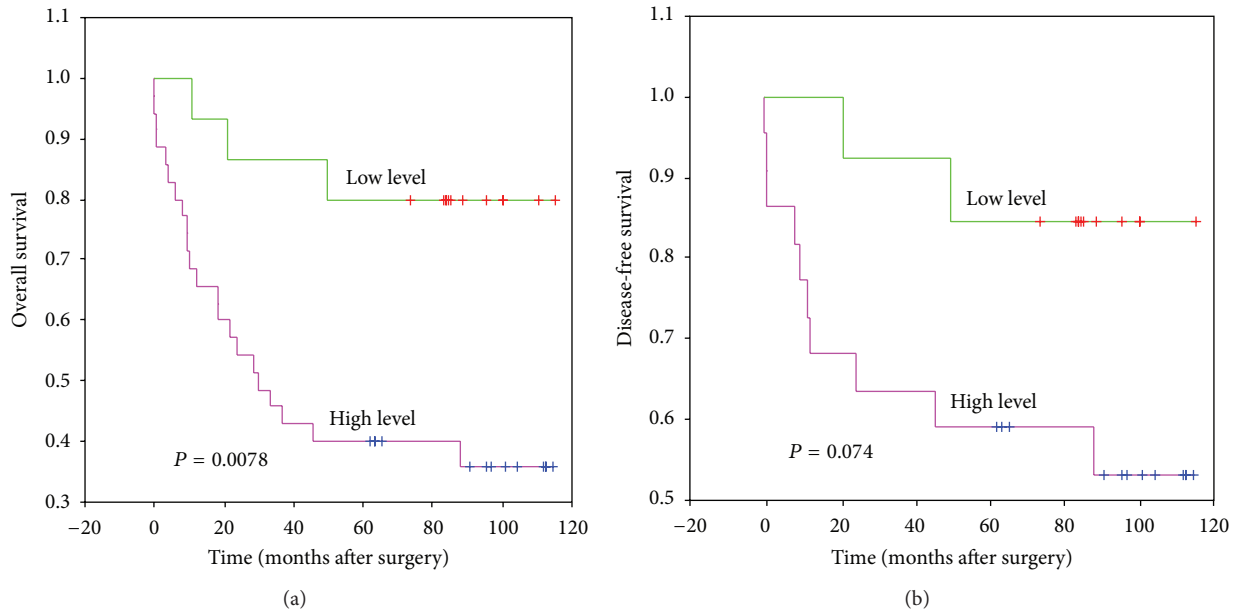 1.1
1.0
0.9
0.8
0.7
0.6
0.5
0.4
0.3
Overall survival
Low level
High level
P = 0.0078
−20 0 20 40 60 80 100 120
Time (months after surgery)
(a)
1.1
1.0
0.9
0.8
0.7
0.6
0.5
Disease-free survival
Low level
High level
P = 0.074
−20 0 20 40 60 80 100 120
Time (months after surgery)
(b)